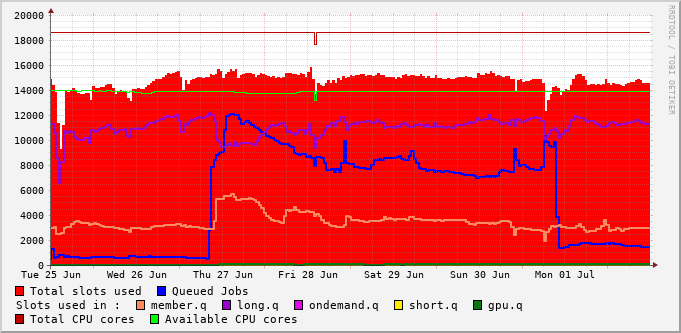 20000
18000
16000
14000
12000
10000
8000
6000
4000
2000
0
Tue 25 Jun Wed 26 Jun Thu 27 Jun Fri 28 Jun Sat 29 Jun Sun 30 Jun Mon 01 Jul
Total slots used Queued Jobs
Slots used in : member.q long.q ondemand.q short.q gpu.q
Total CPU cores Available CPU cores
RRDTOOL / TOBI OETIKER